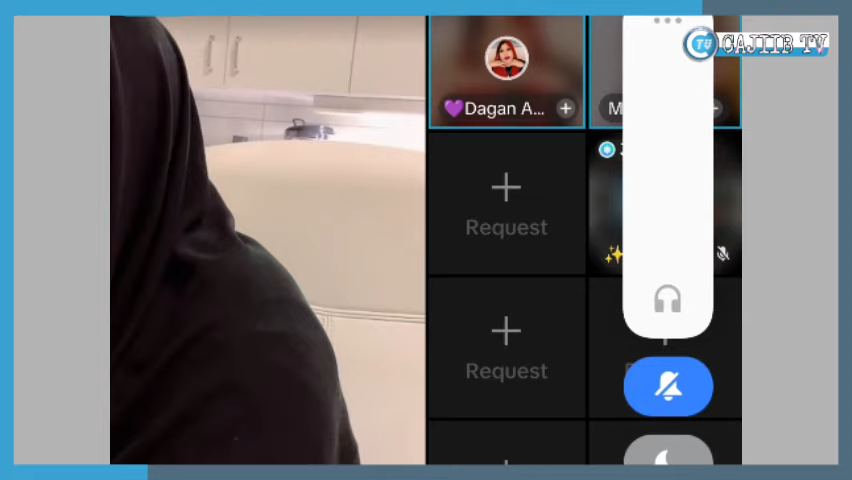 CAJIIB TV
💜Dagan A...
M
Request
Request